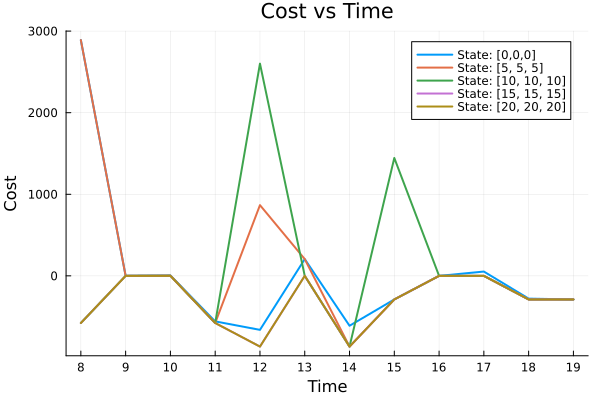 Cost vs Time
Cost
3000
2000
1000
0
State: [0,0,0]
State: [5, 5, 5]
State: [10, 10, 10]
State: [15, 15, 15]
State: [20, 20, 20]
8 9 10 11 12 13 14 15 16 17 18 19
Time